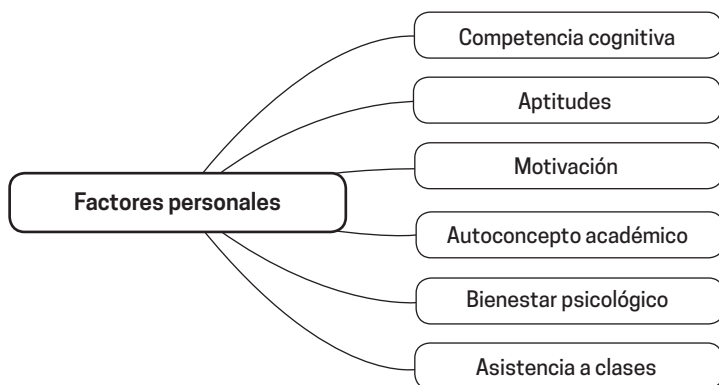 Competencia cognitiva
Aptitudes
Motivación
Factores personales
Autoconcepto académico
Bienestar psicológico
Asistencia a clases